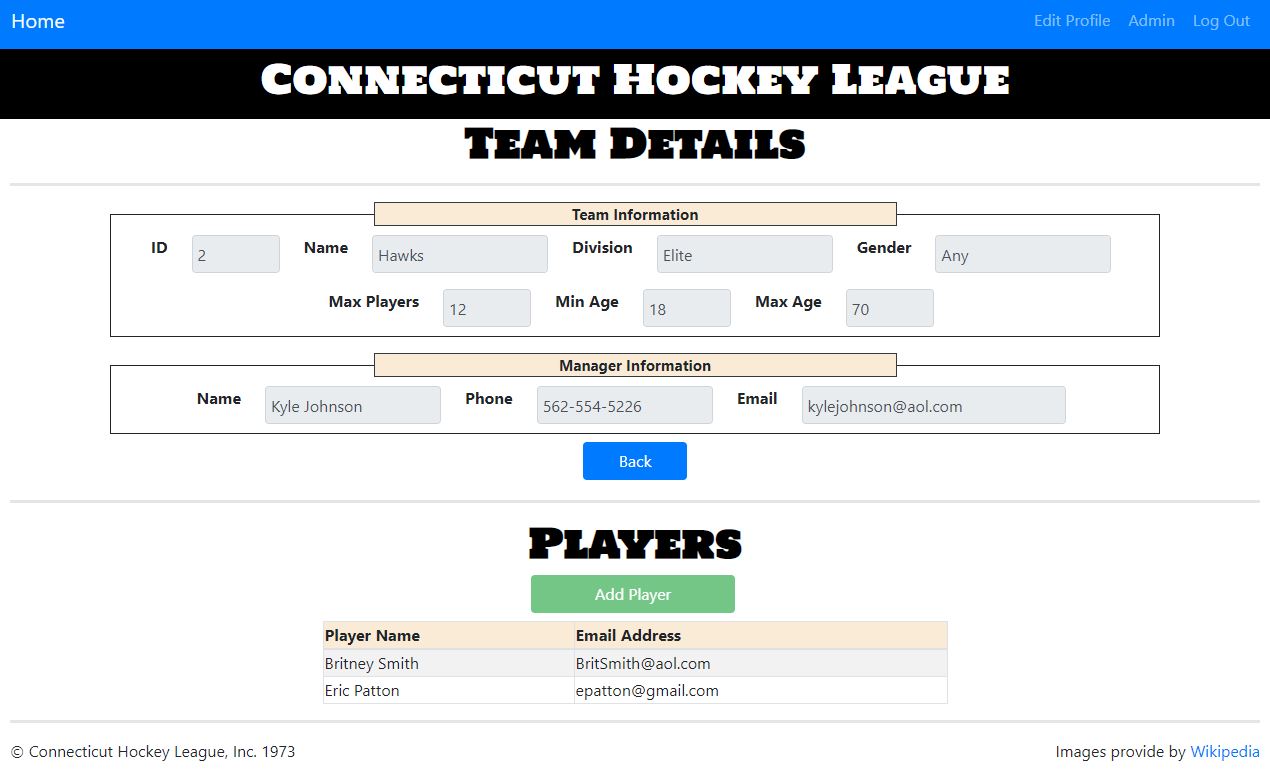 Home Edit Profile Admin Log Out
Connecticut Hockey League
Team Details
Team Information
ID 2 Name Hawks Division Elite Gender Any
Max Players 12 Min Age 18 Max Age 70
Manager Information
Name Kyle Johnson Phone 562-554-5226 Email kylejohnson@aol.com
Back
Players
Add Player
Player Name Email Address
Britney Smith BritSmith@aol.com
Eric Patton epatton@gmail.com
© Connecticut Hockey League, Inc. 1973 Images provide by Wikipedia